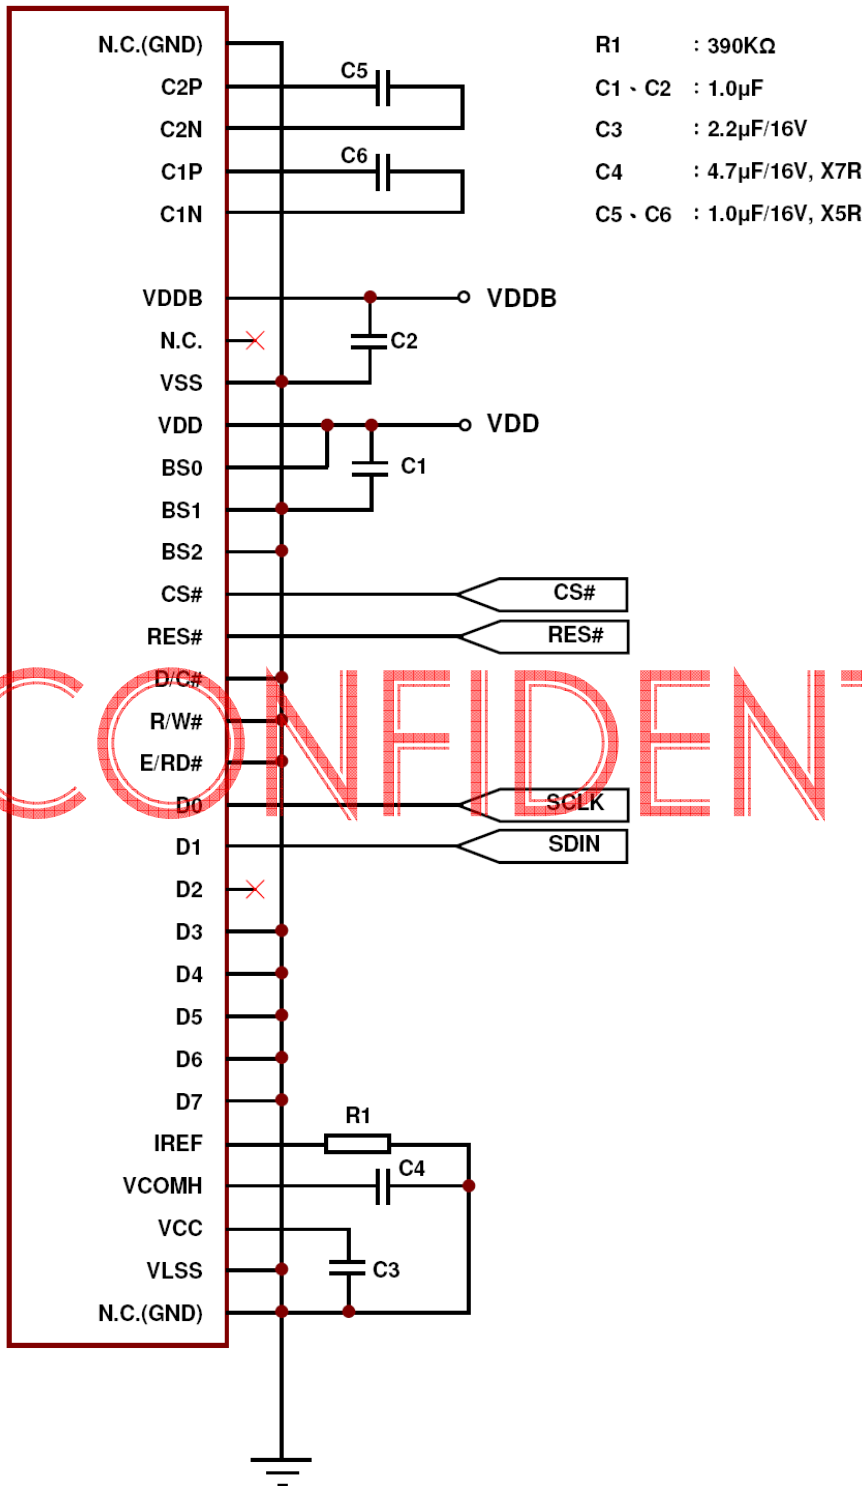 N.C.(GND)
C2P
C5
C2N
C1P
C6
C1N
R1 : 390KΩ
C1、C2 : 1.0µF
C3 : 2.2µF/16V
C4 : 4.7µF/16V, X7R
C5、C6 : 1.0µF/16V, X5R
VDDB
VDDB
N.C.
C2
VSS
VDD
VDD
BS0
C1
BS1
BS2
CS#
CS#
RES#
RES#
D/C#
R/W#
E/RD#
CONFIDENT
D0
SCLK
D1
SDIN
D2
D3
D4
D5
D6
D7
R1
IREF
C4
VCOMH
VCC
C3
VLSS
N.C.(GND)